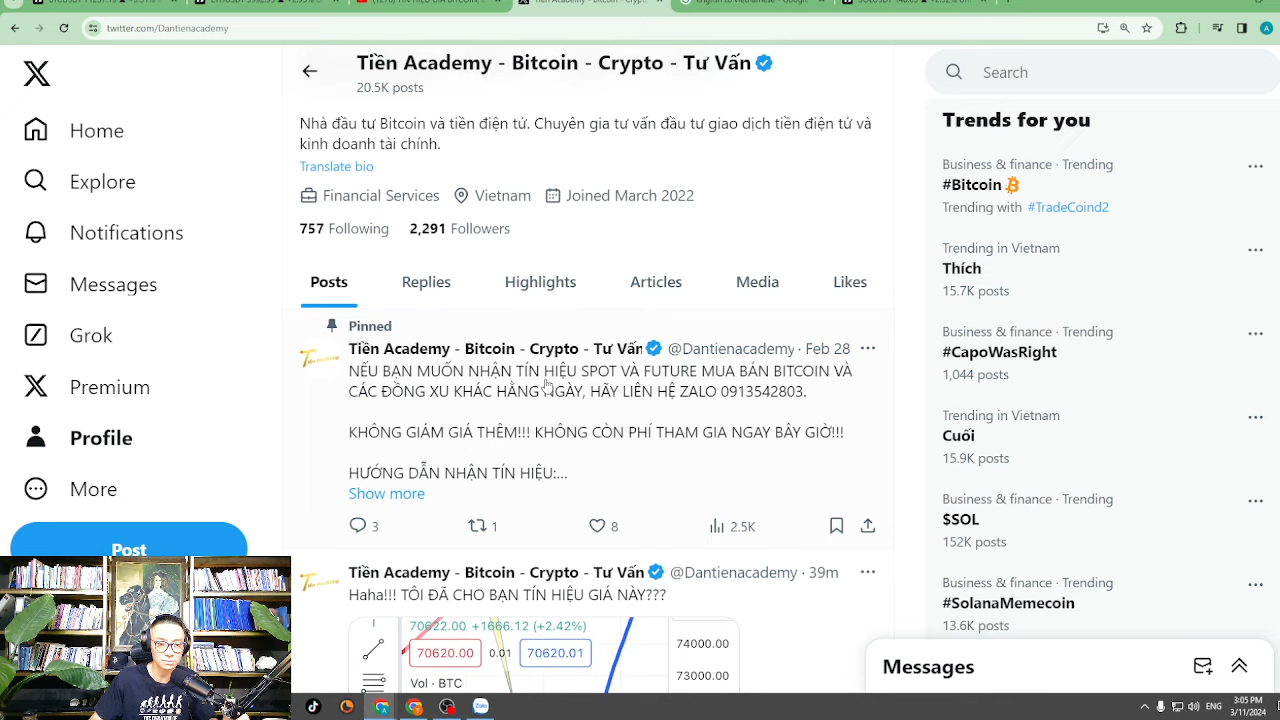 twitter.com/Dantienacademy
Tiền Academy - Bitcoin - Crypto - Tư Vấn
20.5K posts
Nhà đầu tư Bitcoin và tiền điện tử. Chuyên gia tư vấn đầu tư giao dịch tiền điện tử và
kinh doanh tài chính.
Translate bio
Financial Services Vietnam Joined March 2022
757 Following 2,291 Followers
Posts Replies Highlights Articles Media Likes
Pinned
Tiền Academy - Bitcoin - Crypto - Tư Vấn @Dantienacademy · Feb 28
NẾU BẠN MUỐN NHẬN TÍN HIỆU SPOT VÀ FUTURE MUA BÁN BITCOIN VÀ
CÁC ĐỒNG XU KHÁC HẰNG NGÀY, HÃY LIÊN HỆ ZALO 0913542803.
KHÔNG GIẢM GIÁ THÊM!!! KHÔNG CÒN PHÍ THAM GIA NGAY BÂY GIỜ!!!
HƯỚNG DẪN NHẬN TÍN HIỆU:...
Show more
3 1 8 2.5K
Tiền Academy - Bitcoin - Crypto - Tư Vấn @Dantienacademy · 39m
Haha!!! TÔI ĐÃ CHO BẠN TÍN HIỆU GIÁ NÀY???
70622.00 +1666.12 (+2.42%)
70620.00 0.01 70620.01
Vol · BTC
74000.00
73000.00
Home
Explore
Notifications
Messages
Grok
Premium
Profile
More
Post
Search
Trends for you
Business & finance · Trending
#Bitcoin
Trending with #TradeCoind2
Trending in Vietnam
Thích
15.7K posts
Business & finance · Trending
#CapoWasRight
1,044 posts
Trending in Vietnam
Cuối
15.9K posts
Business & finance · Trending
$SOL
152K posts
Business & finance · Trending
#SolanaMemecoin
13.6K posts
Messages
Zalo
ENG
3:05 PM
3/11/2024